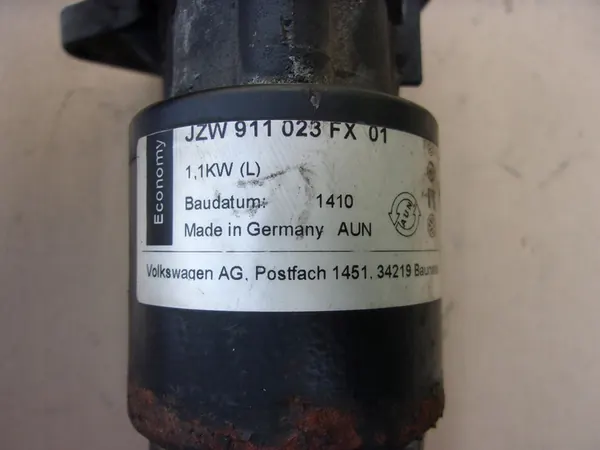 Economy
JZW 911 023 FX 01
1,1KW (L)
Baudatum: 1410
Made in Germany AUN
AUN
Volkswagen AG, Postfach 1451, 34219